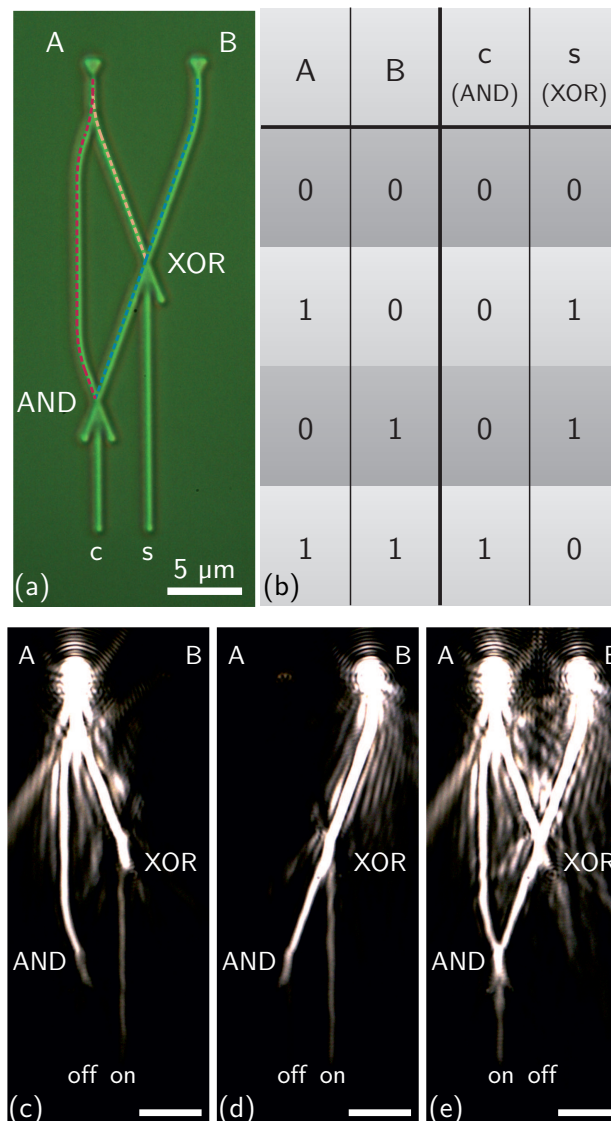 A B
XOR
AND
c s
5 μm
(a)
A B c s
(AND) (XOR)
0 0 0 0
1 0 0 1
0 1 0 1
1 1 1 0
(b)
A B
XOR
AND
off on
(c)
A B
XOR
AND
off on
(d)
A B
XOR
AND
on off
(e)